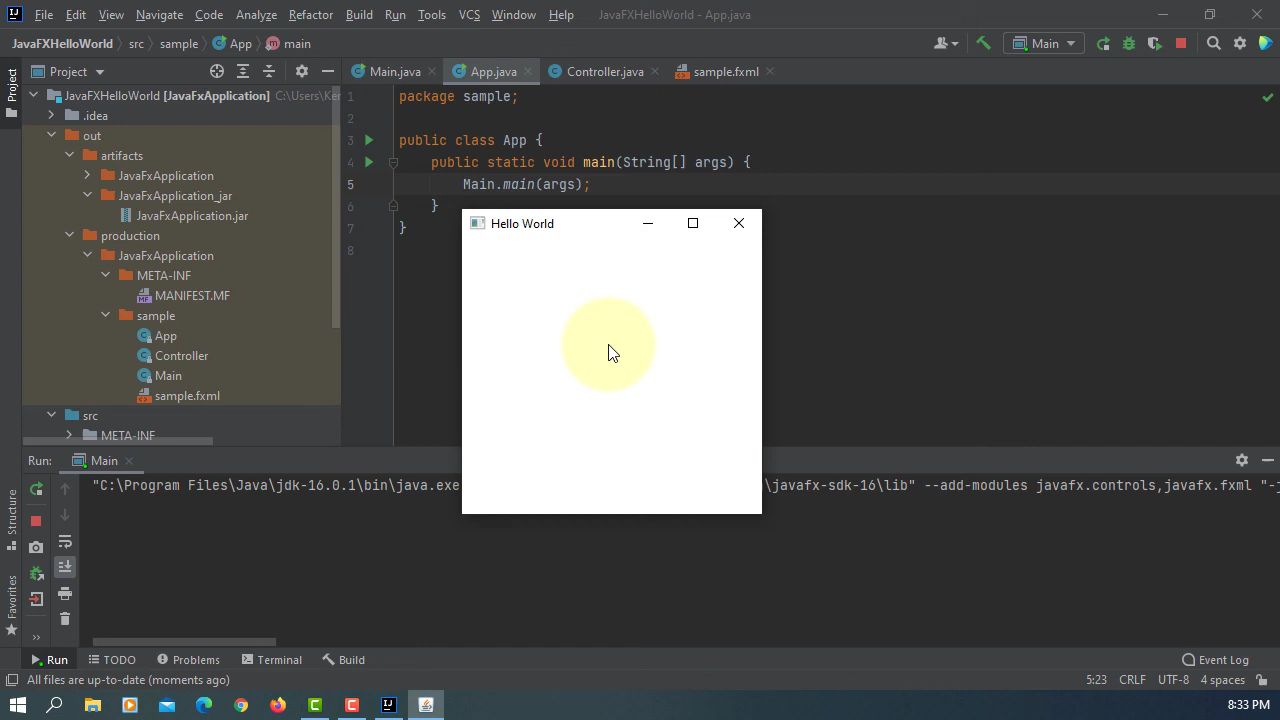 File Edit View Navigate Code Analyze Refactor Build Run Tools VCS Window Help JavaFXHelloWorld - App.java
JavaFXHelloWorld src sample App main Main
Project Main.java App.java Controller.java sample.fxml
Project
JavaFXHelloWorld [JavaFxApplication] C:\Users\Ker
.idea
out
artifacts
JavaFxApplication
JavaFxApplication_jar
JavaFxApplication.jar
production
JavaFxApplication
META-INF
MANIFEST.MF
sample
App
Controller
Main
sample.fxml
src
META-INF
1 package sample;
2
3 public class App {
4 public static void main(String[] args) {
5 Main.main(args);
6 }
7 }
8
Hello World
Run: Main
"C:\Program Files\Java\jdk-16.0.1\bin\java.exe \javafx-sdk-16\lib" --add-modules javafx.controls,javafx.fxml "-j
Structure
Favorites
Run TODO Problems Terminal Build Event Log
All files are up-to-date (moments ago) 5:23 CRLF UTF-8 4 spaces
8:33 PM